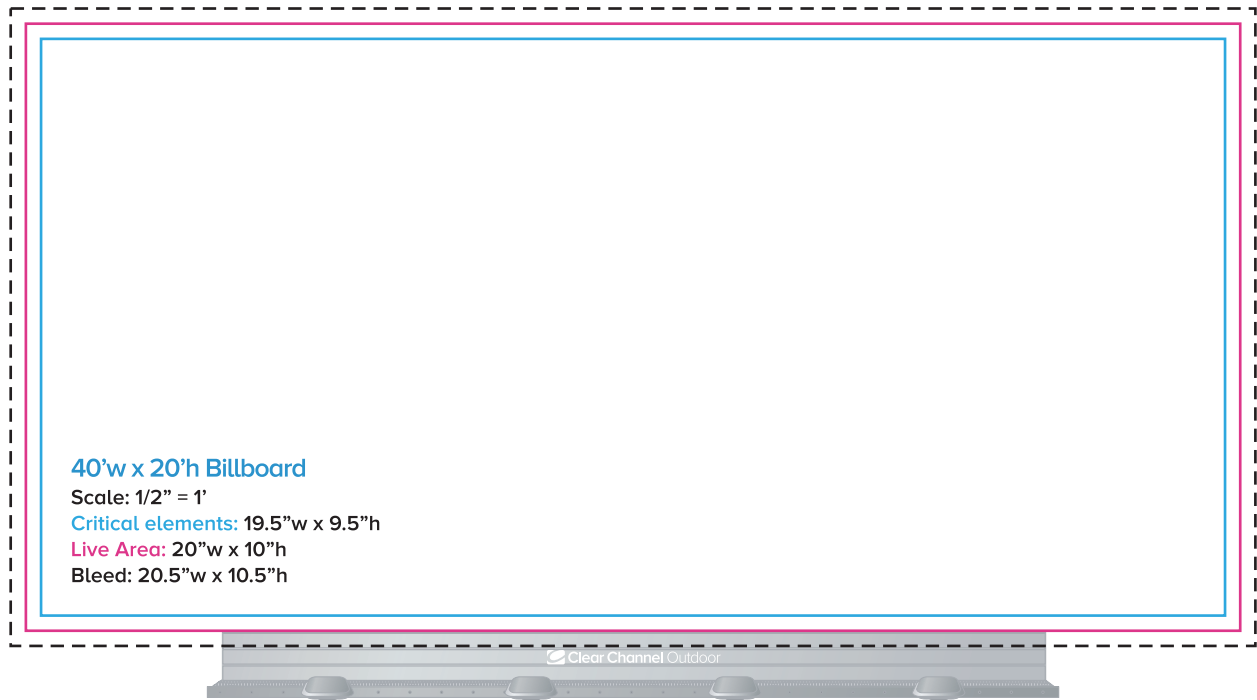 40’w x 20’h Billboard
Scale: 1/2” = 1’
Critical elements: 19.5”w x 9.5”h
Live Area: 20”w x 10”h
Bleed: 20.5”w x 10.5”h
Clear Channel Outdoor